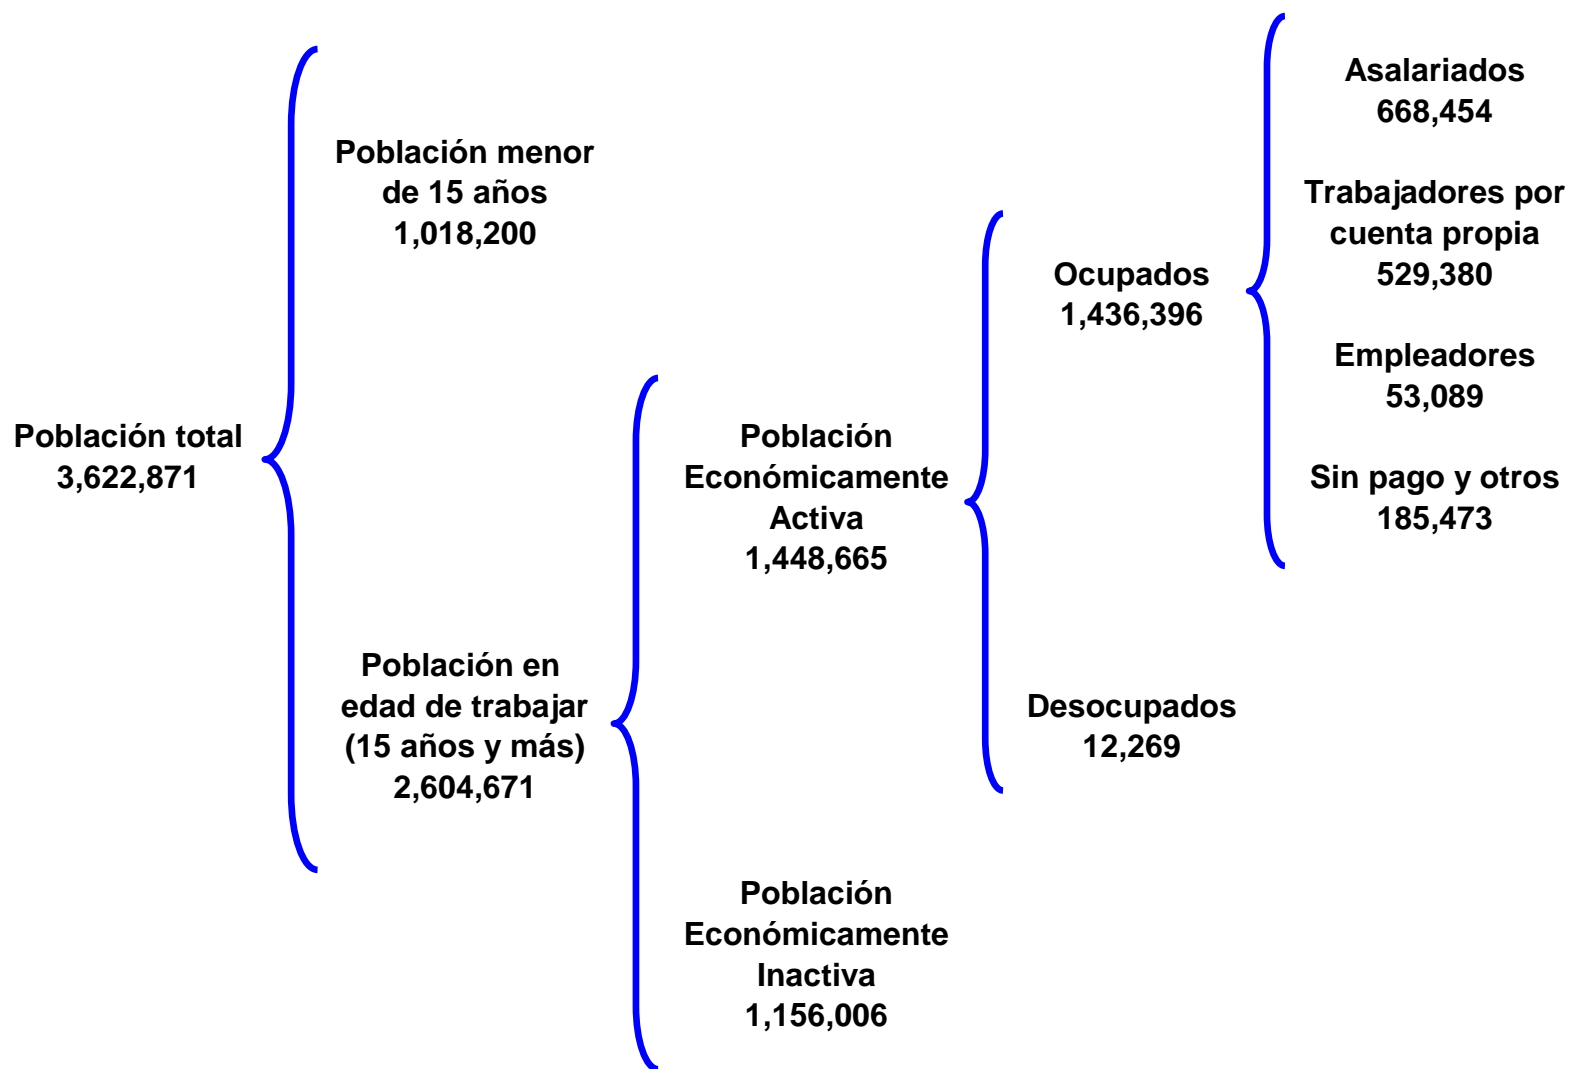 Población total
3,622,871
Población menor
de 15 años
1,018,200
Población en
edad de trabajar
(15 años y más)
2,604,671
Población
Económicamente
Activa
1,448,665
Población
Económicamente
Inactiva
1,156,006
Ocupados
1,436,396
Desocupados
12,269
Asalariados
668,454
Trabajadores por
cuenta propia
529,380
Empleadores
53,089
Sin pago y otros
185,473